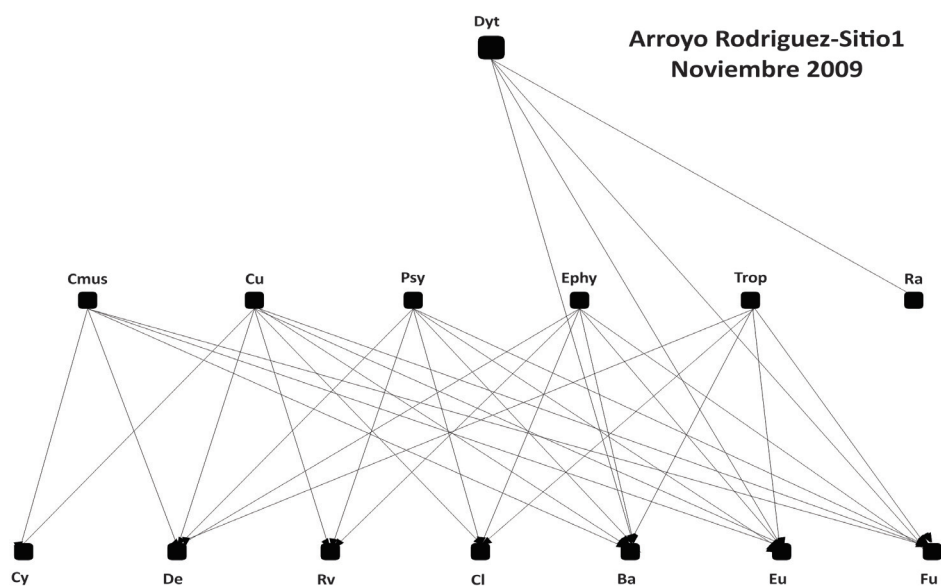 Dyt
Arroyo Rodriguez-Sitio1
Noviembre 2009
Cmus Cu Psy Ephy Trop Ra
Cy De Rv Cl Ba Eu Fu